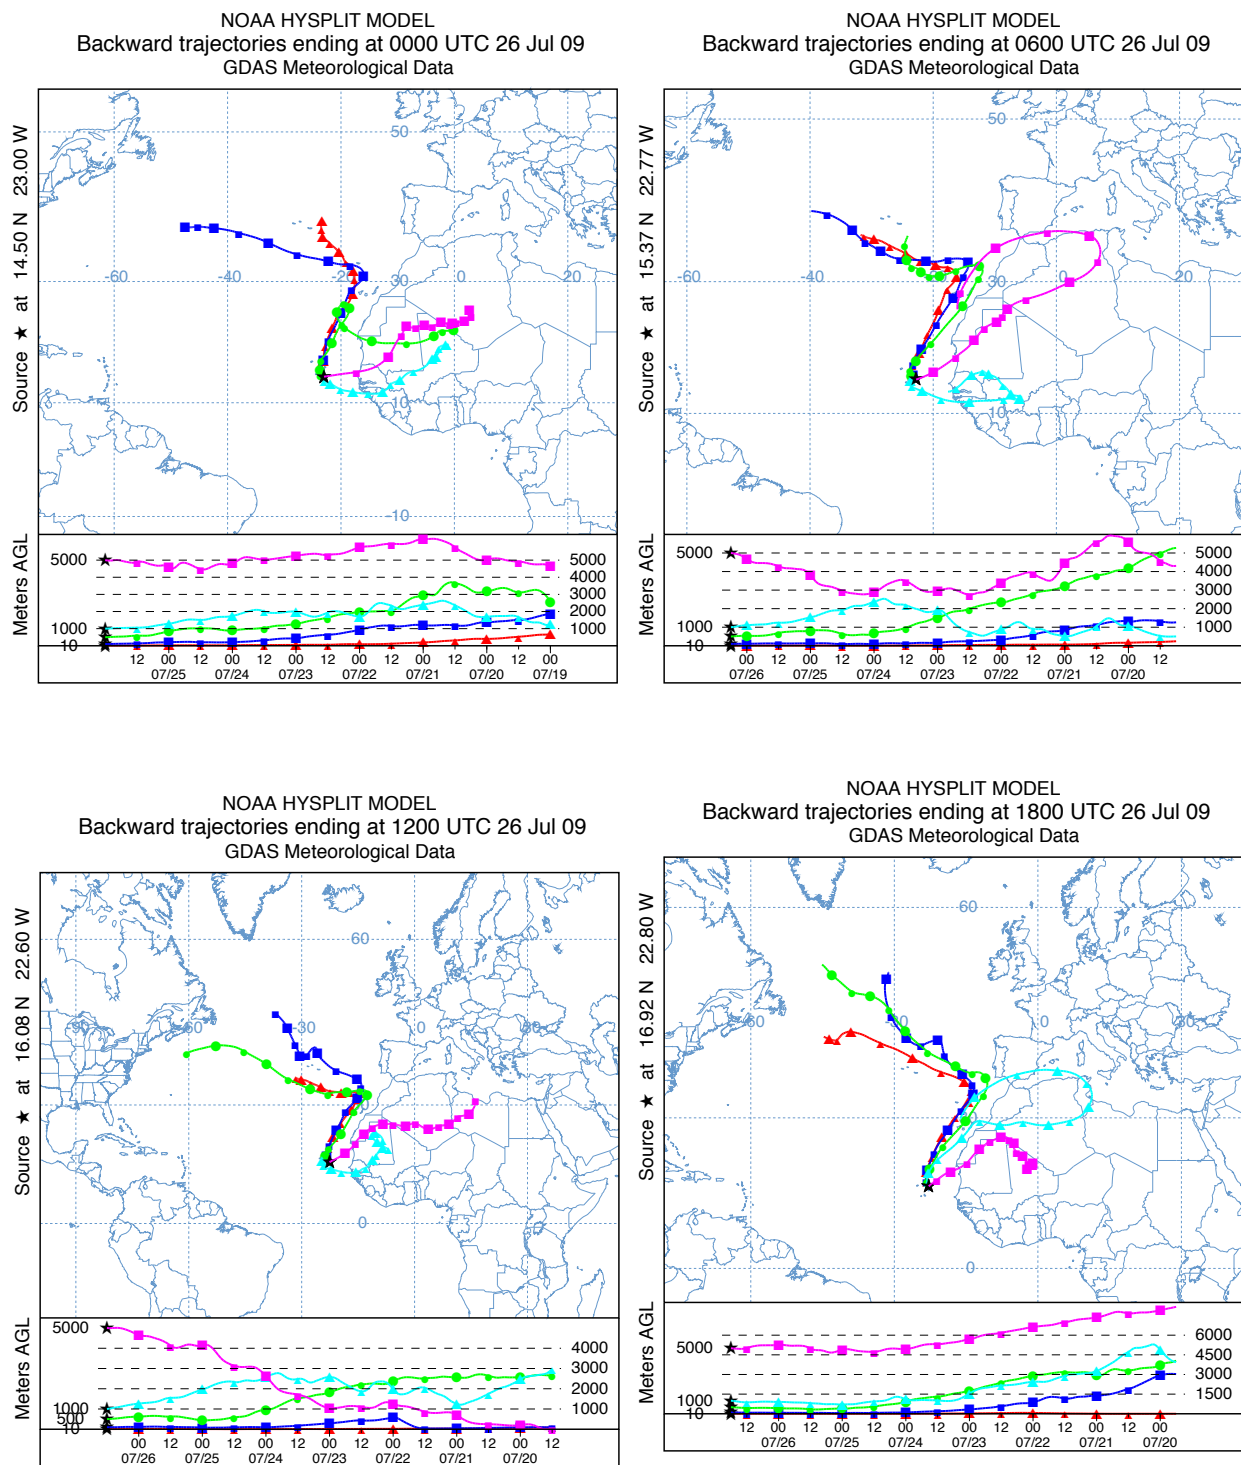 NOAA HYSPLIT MODEL
Backward trajectories ending at 0000 UTC 26 Jul 09
GDAS Meteorological Data
Source ★ at 14.50 N 23.00 W
50
-60
-40
-20
30
0
20
10
-10
Meters AGL
5000
1000
10
5000
4000
3000
2000
1000
12 00 12 00 12 00 12 00 12 00 12 00 12 00
07/25 07/24 07/23 07/22 07/21 07/20 07/19
NOAA HYSPLIT MODEL
Backward trajectories ending at 0600 UTC 26 Jul 09
GDAS Meteorological Data
Source ★ at 15.37 N 22.77 W
50
-60
-40
30
0
20
10
Meters AGL
5000
1000
10
5000
4000
3000
2000
1000
00 12 00 12 00 12 00 12 00 12 00 12 00 12
07/26 07/25 07/24 07/23 07/22 07/21 07/20
NOAA HYSPLIT MODEL
Backward trajectories ending at 1200 UTC 26 Jul 09
GDAS Meteorological Data
Source ★ at 16.08 N 22.60 W
60
-60
-30
0
0
Meters AGL
5000
1000
500
10
4000
3000
2000
1000
00 12 00 12 00 12 00 12 00 12 00 12 00 12
07/26 07/25 07/24 07/23 07/22 07/21 07/20
NOAA HYSPLIT MODEL
Backward trajectories ending at 1800 UTC 26 Jul 09
GDAS Meteorological Data
Source ★ at 16.92 N 22.80 W
60
-60
0
30
0
Meters AGL
5000
1000
10
6000
4500
3000
1500
12 00 12 00 12 00 12 00 12 00 12 00 12 00
07/26 07/25 07/24 07/23 07/22 07/21 07/20